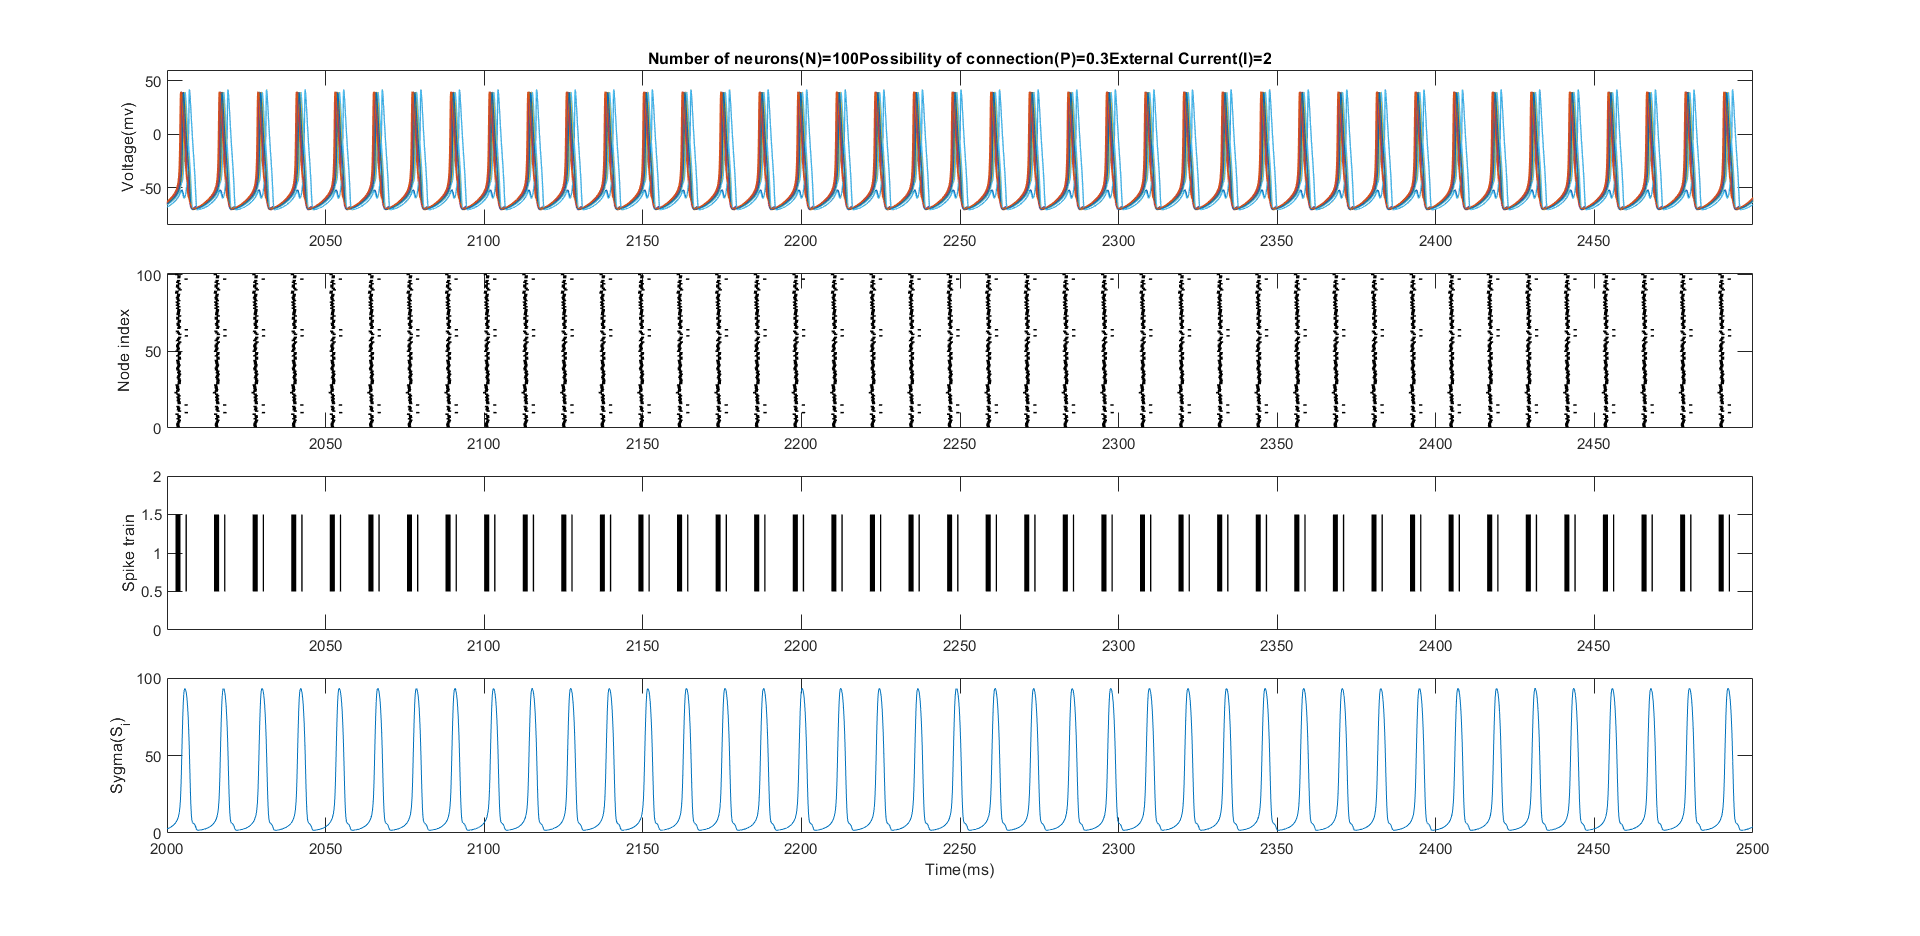 Number of neurons(N)=100Possibility of connection(P)=0.3External Current(I)=2
50
0
-50
Voltage(mv)
2050 2100 2150 2200 2250 2300 2350 2400 2450
100
50
0
Node index
2050 2100 2150 2200 2250 2300 2350 2400 2450
2
1.5
1
0.5
0
Spike train
2050 2100 2150 2200 2250 2300 2350 2400 2450
100
50
0
Sygma(Si)
2000 2050 2100 2150 2200 2250 2300 2350 2400 2450 2500
Time(ms)